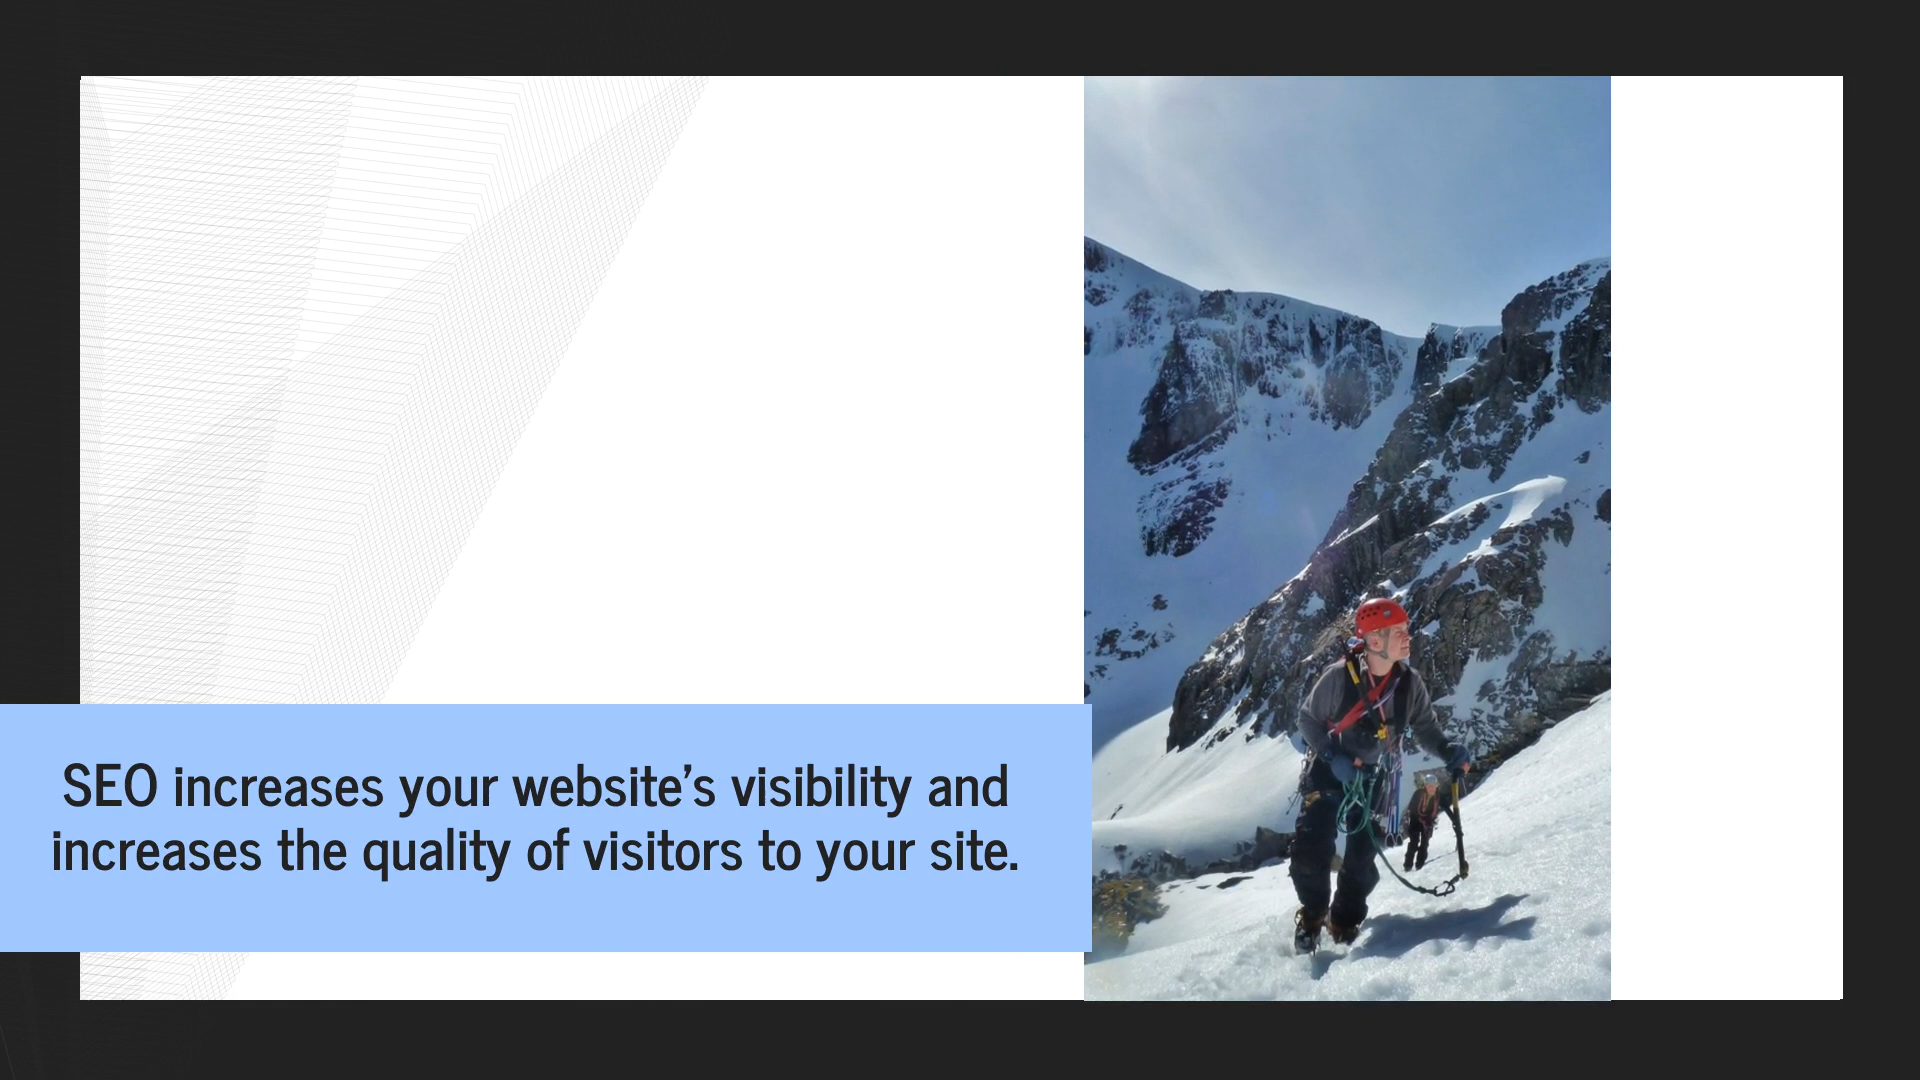 SEO increases your website’s visibility and
increases the quality of visitors to your site.